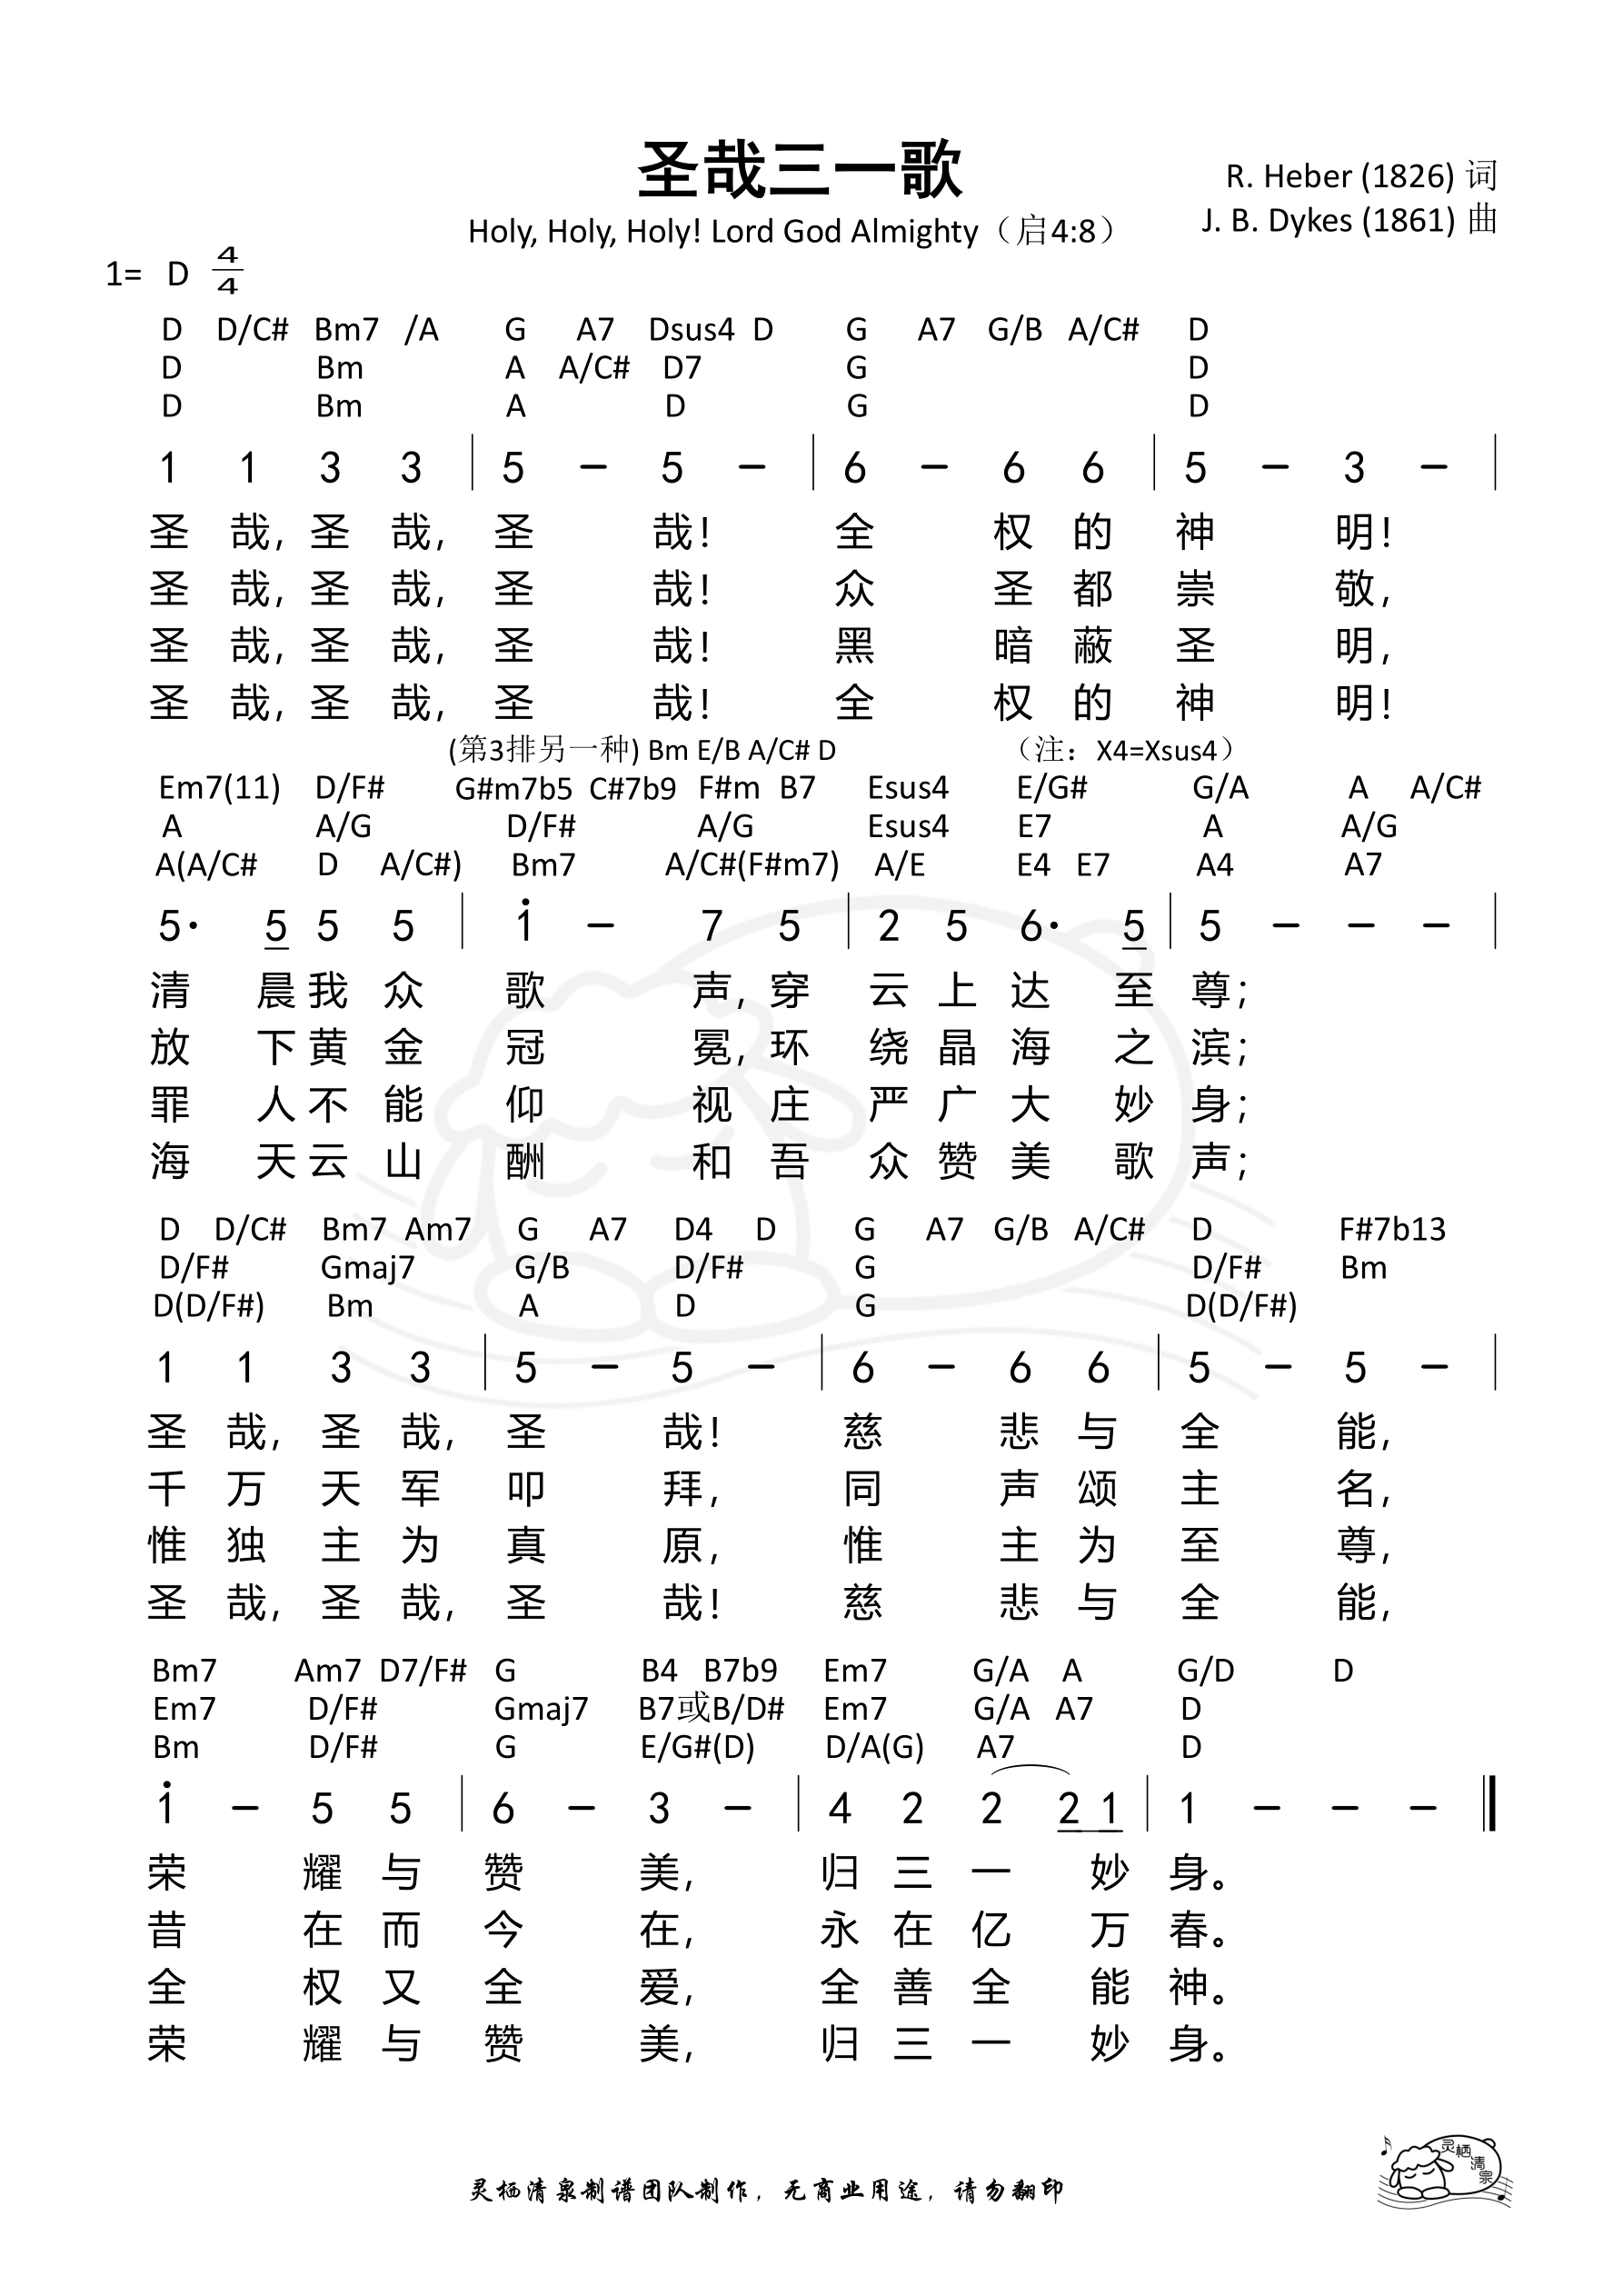 圣哉三一歌
R. Heber (1826) 词
Holy, Holy, Holy! Lord God Almighty（启4:8）
J. B. Dykes (1861) 曲
1= D 4/4
D D/C# Bm7 /A G A7 Dsus4 D G A7 G/B A/C# D
D Bm A A/C# D7 G D
D Bm A D G D
1 1 3 3 | 5 – 5 – | 6 – 6 6 | 5 – 3 – |
圣 哉, 圣 哉, 圣 哉! 全 权 的 神 明!
圣 哉, 圣 哉, 圣 哉! 众 圣 都 崇 敬,
圣 哉, 圣 哉, 圣 哉! 黑 暗 蔽 圣 明,
圣 哉, 圣 哉, 圣 哉! 全 权 的 神 明!
(第3排另一种) Bm E/B A/C# D （注：X4=Xsus4）
Em7(11) D/F# G#m7b5 C#7b9 F#m B7 Esus4 E/G# G/A A A/C#
A A/G D/F# A/G Esus4 E7 A A/G
A(A/C# D A/C#) Bm7 A/C#(F#m7) A/E E4 E7 A4 A7
5· 5 5 5 | i – 7 5 | 2 5 6· 5 | 5 – – – |
清 晨 我 众 歌 声, 穿 云 上 达 至 尊;
放 下 黄 金 冠 冕, 环 绕 晶 海 之 滨;
罪 人 不 能 仰 视 庄 严 广 大 妙 身;
海 天 云 山 酬 和 吾 众 赞 美 歌 声;
D D/C# Bm7 Am7 G A7 D4 D G A7 G/B A/C# D F#7b13
D/F# Gmaj7 G/B D/F# G D/F# Bm
D(D/F#) Bm A D G D(D/F#)
1 1 3 3 | 5 – 5 – | 6 – 6 6 | 5 – 5 – |
圣 哉, 圣 哉, 圣 哉! 慈 悲 与 全 能,
千 万 天 军 叩 拜, 同 声 颂 主 名,
惟 独 主 为 真 原, 惟 主 为 至 尊,
圣 哉, 圣 哉, 圣 哉! 慈 悲 与 全 能,
Bm7 Am7 D7/F# G B4 B7b9 Em7 G/A A G/D D
Em7 D/F# Gmaj7 B7或B/D# Em7 G/A A7 D
Bm D/F# G E/G#(D) D/A(G) A7 D
i – 5 5 | 6 – 3 – | 4 2 2 2 1 | 1 – – – ‖
荣 耀 与 赞 美, 归 三 一 妙 身。
昔 在 而 今 在, 永 在 亿 万 春。
全 权 又 全 爱, 全 善 全 能 神。
荣 耀 与 赞 美, 归 三 一 妙 身。
灵栖清泉
灵栖清泉制谱团队制作，无商业用途，请勿翻印